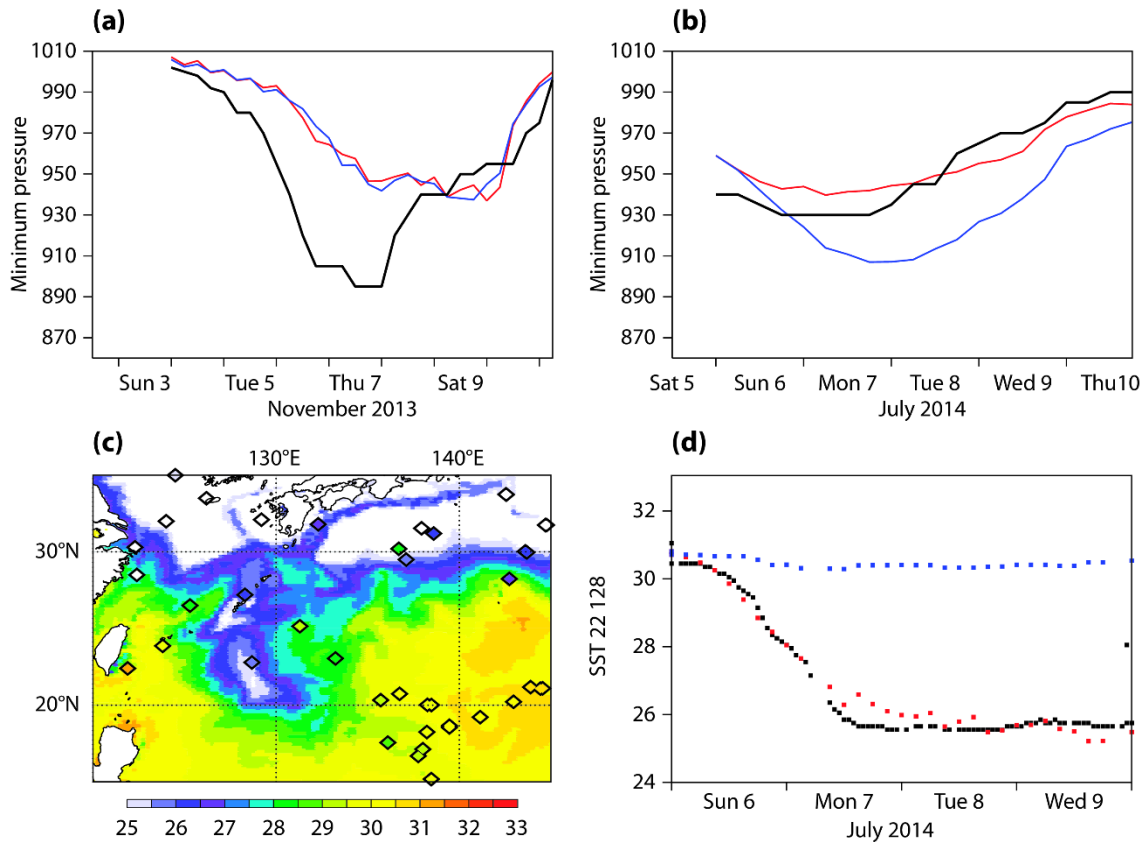 (a)
1010
990
970
950
930
910
890
870
Minimum pressure
Sun 3 Tue 5 Thu 7 Sat 9
November 2013
(b)
1010
990
970
950
930
910
890
870
Minimum pressure
Sat 5 Sun 6 Mon 7 Tue 8 Wed 9 Thu10
July 2014
(c)
130°E 140°E
30°N
20°N
25 26 27 28 29 30 31 32 33
(d)
32
30
28
26
24
SST 22 128
Sun 6 Mon 7 Tue 8 Wed 9
July 2014